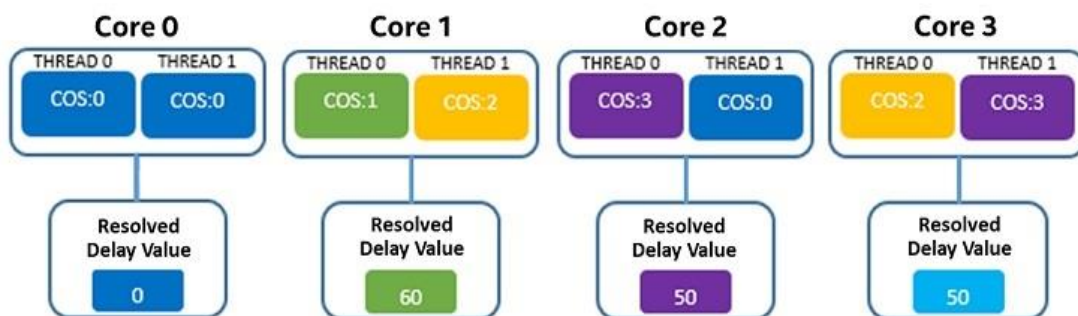 Core 0
THREAD 0 THREAD 1
COS:0 COS:0
Resolved
Delay Value
0
Core 1
THREAD 0 THREAD 1
COS:1 COS:2
Resolved
Delay Value
60
Core 2
THREAD 0 THREAD 1
COS:3 COS:0
Resolved
Delay Value
50
Core 3
THREAD 0 THREAD 1
COS:2 COS:3
Resolved
Delay Value
50